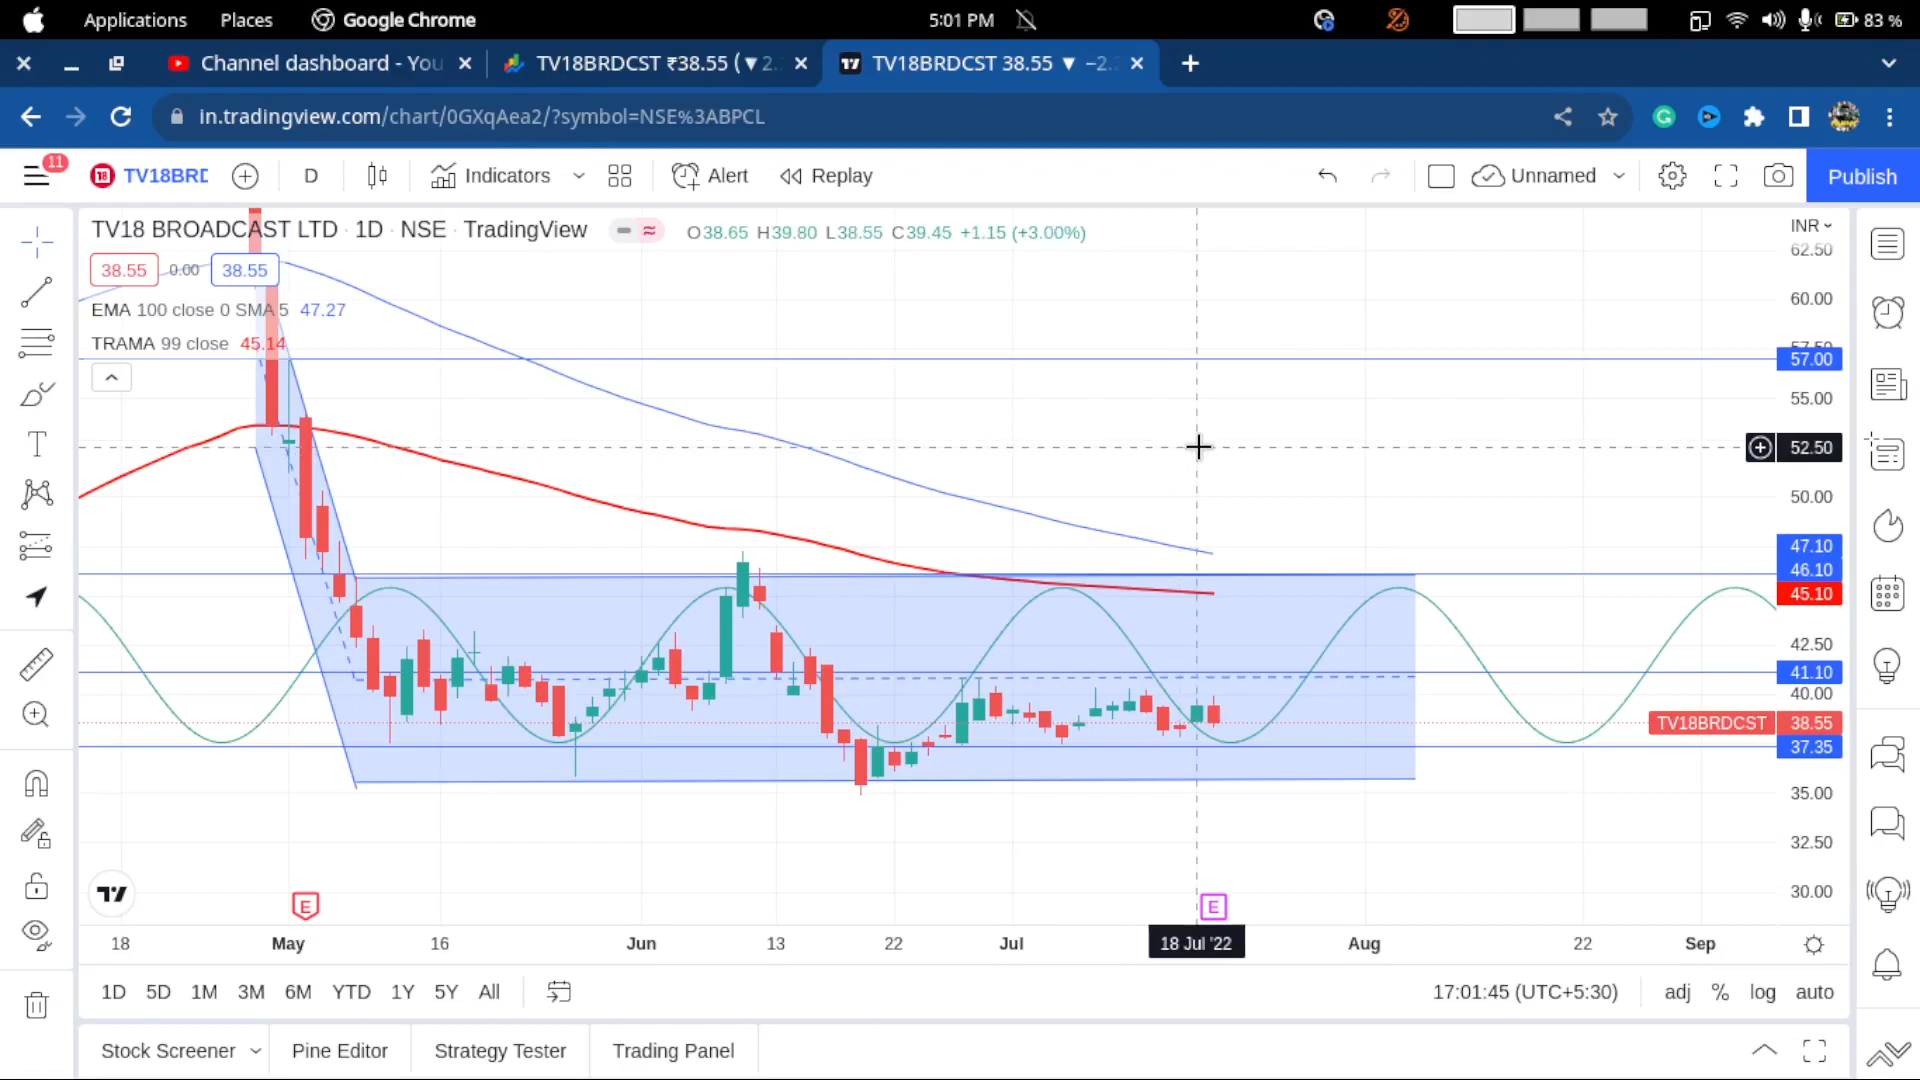 Applications Places Google Chrome 5:01 PM 83 %
Channel dashboard - You TV18BRDCST ₹38.55 (▼2. TV18BRDCST 38.55 ▼ −2.
in.tradingview.com/chart/0GXqAea2/?symbol=NSE%3ABPCL
11 TV18BRD D Indicators Alert Replay Unnamed Publish
TV18 BROADCAST LTD · 1D · NSE · TradingView O38.65 H39.80 L38.55 C39.45 +1.15 (+3.00%) INR
38.55 0.00 38.55
EMA 100 close 0 SMA 5 47.27
TRAMA 99 close 45.14
62.50
60.00
57.50
57.00
55.00
52.50
50.00
47.10
46.10
45.10
42.50
41.10
40.00
TV18BRDCST 38.55
37.35
35.00
32.50
30.00
E E
18 May 16 Jun 13 22 Jul 18 Jul '22 Aug 22 Sep
1D 5D 1M 3M 6M YTD 1Y 5Y All 17:01:45 (UTC+5:30) adj % log auto
Stock Screener Pine Editor Strategy Tester Trading Panel